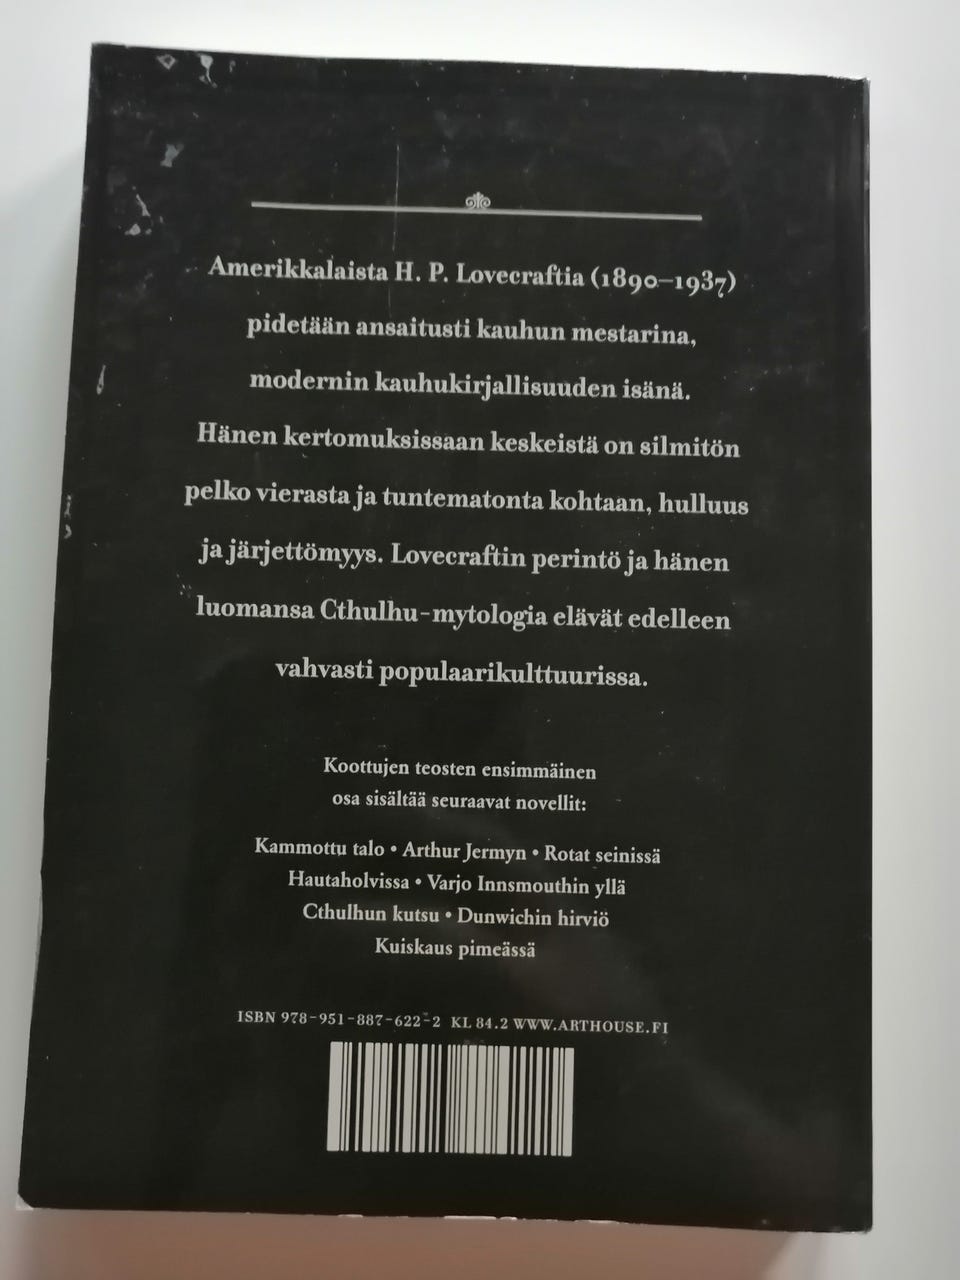 Amerikkalaista H. P. Lovecraftia (1890–1937)
pidetään ansaitusti kauhun mestarina,
modernin kauhukirjallisuuden isänä.
Hänen kertomuksissaan keskeistä on silmitön
pelko vierasta ja tuntematonta kohtaan, hulluus
ja järjettömyys. Lovecraftin perintö ja hänen
luomansa Cthulhu-mytologia elävät edelleen
vahvasti populaarikulttuurissa.
Koottujen teosten ensimmäinen
osa sisältää seuraavat novellit:
Kammottu talo • Arthur Jermyn • Rotat seinissä
Hautaholvissa • Varjo Innsmouthin yllä
Cthulhun kutsu • Dunwichin hirviö
Kuiskaus pimeässä
ISBN 978-951-887-622-2 KL 84.2 WWW.ARTHOUSE.FI